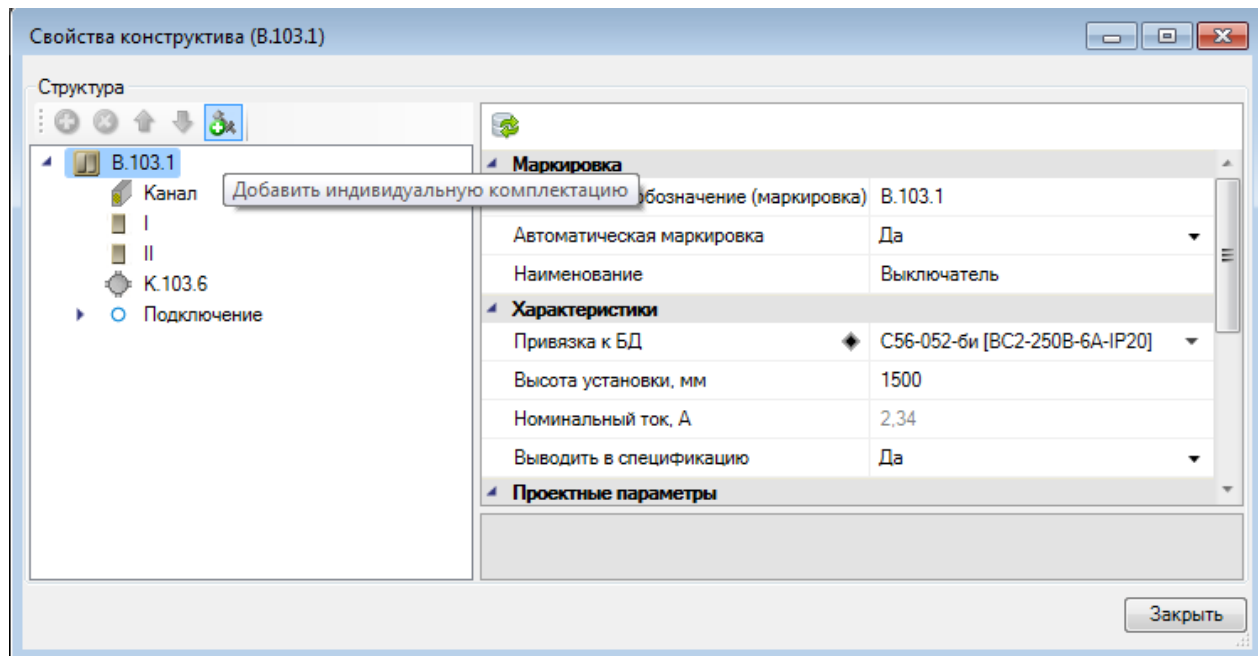 Свойства конструктива (В.103.1)
Структура
В.103.1
Канал
I
II
К.103.6
Подключение
Добавить индивидуальную комплектацию
Маркировка
обозначение (маркировка) В.103.1
Автоматическая маркировка Да
Наименование Выключатель
Характеристики
Привязка к БД С56-052-би [ВС2-250В-6А-IP20]
Высота установки, мм 1500
Номинальный ток, А 2,34
Выводить в спецификацию Да
Проектные параметры
Закрыть